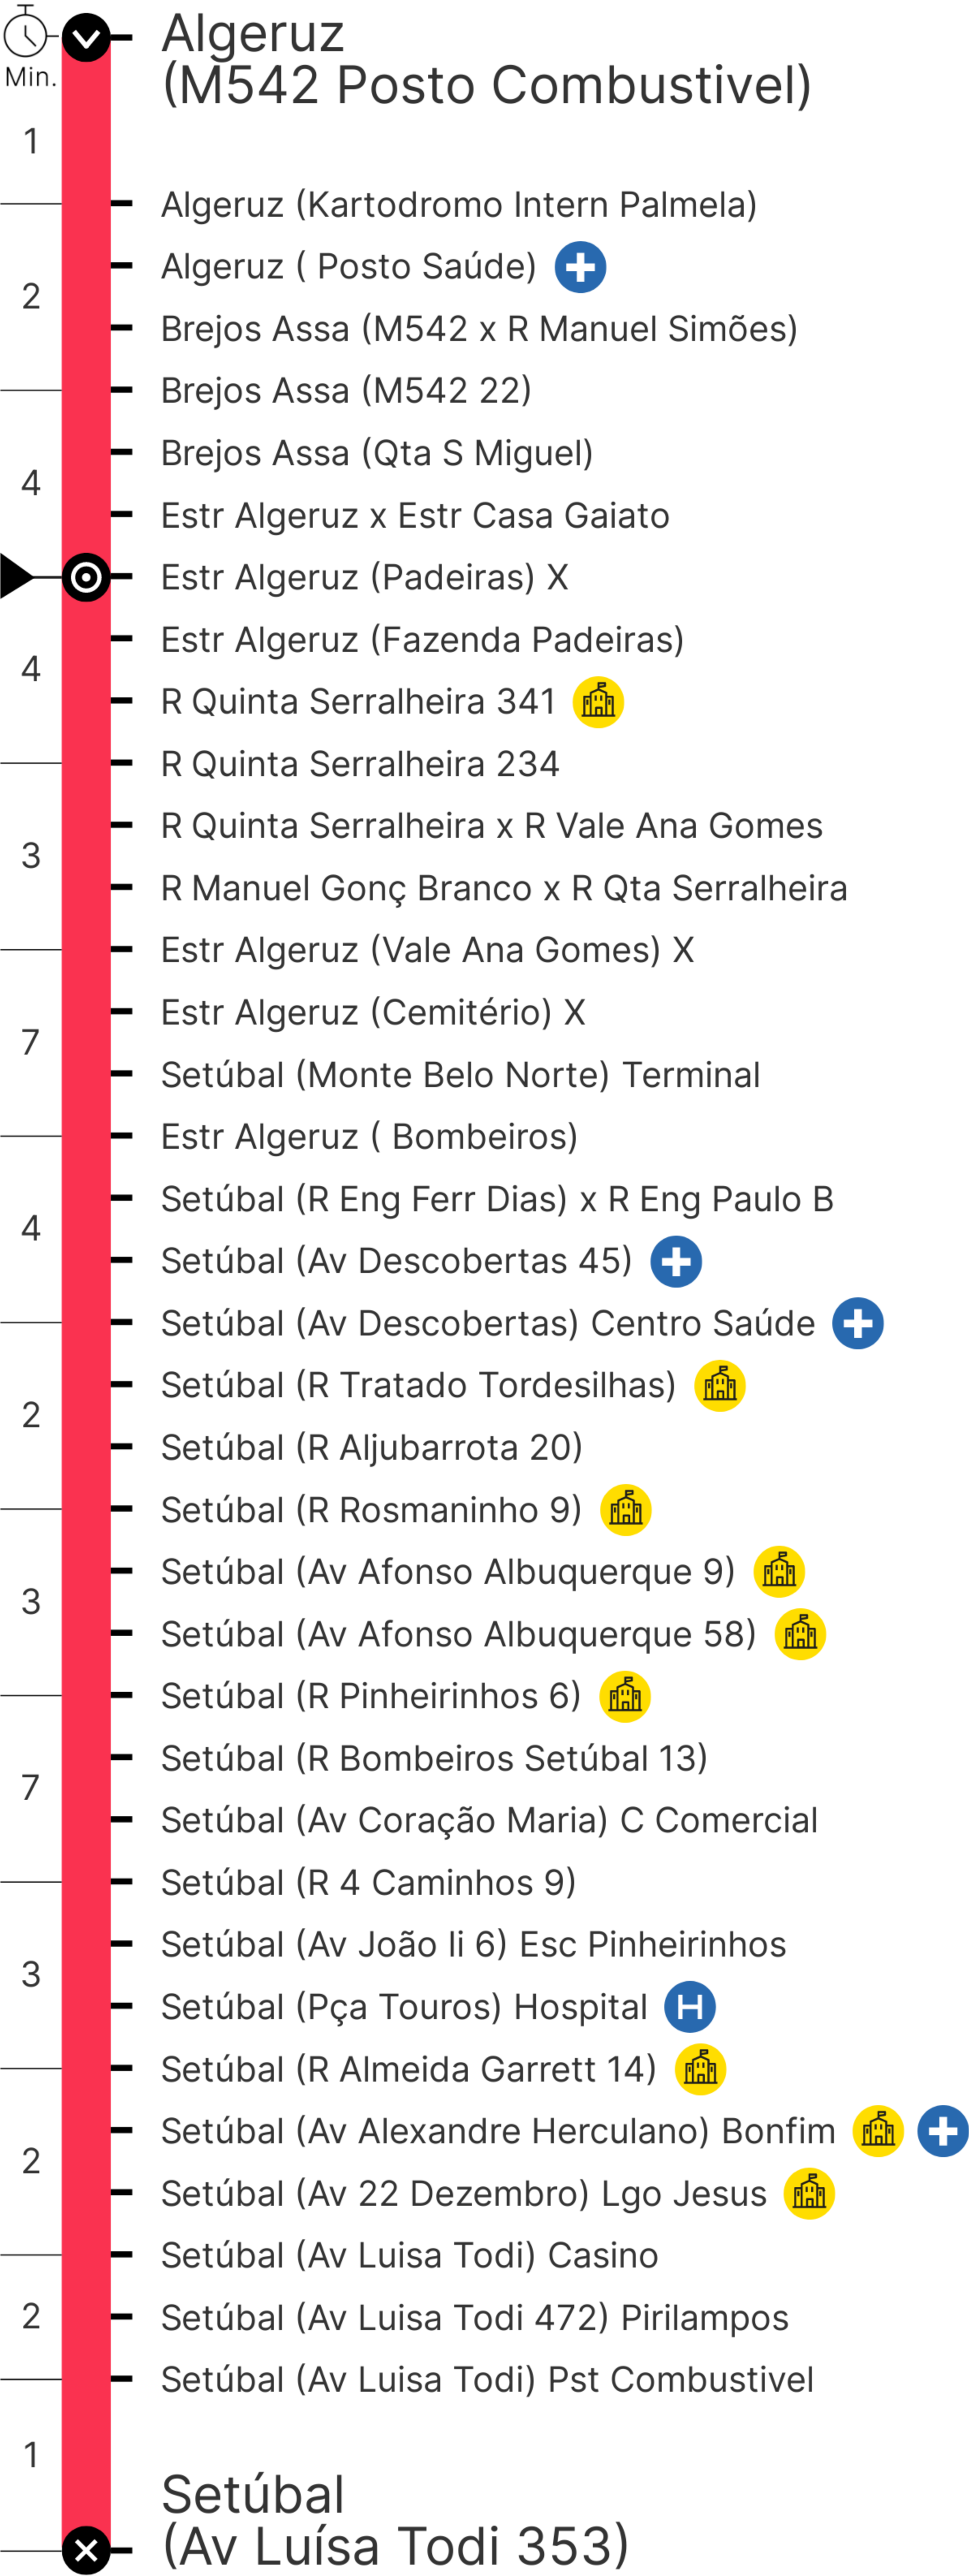 Min.
Algeruz
(M542 Posto Combustivel)
1
Algeruz (Kartodromo Intern Palmela)
Algeruz ( Posto Saúde)
2
Brejos Assa (M542 x R Manuel Simões)
Brejos Assa (M542 22)
Brejos Assa (Qta S Miguel)
4
Estr Algeruz x Estr Casa Gaiato
Estr Algeruz (Padeiras) X
Estr Algeruz (Fazenda Padeiras)
4
R Quinta Serralheira 341
R Quinta Serralheira 234
R Quinta Serralheira x R Vale Ana Gomes
3
R Manuel Gonç Branco x R Qta Serralheira
Estr Algeruz (Vale Ana Gomes) X
Estr Algeruz (Cemitério) X
7
Setúbal (Monte Belo Norte) Terminal
Estr Algeruz ( Bombeiros)
Setúbal (R Eng Ferr Dias) x R Eng Paulo B
4
Setúbal (Av Descobertas 45)
Setúbal (Av Descobertas) Centro Saúde
Setúbal (R Tratado Tordesilhas)
2
Setúbal (R Aljubarrota 20)
Setúbal (R Rosmaninho 9)
Setúbal (Av Afonso Albuquerque 9)
3
Setúbal (Av Afonso Albuquerque 58)
Setúbal (R Pinheirinhos 6)
Setúbal (R Bombeiros Setúbal 13)
7
Setúbal (Av Coração Maria) C Comercial
Setúbal (R 4 Caminhos 9)
Setúbal (Av João Ii 6) Esc Pinheirinhos
3
Setúbal (Pça Touros) Hospital H
Setúbal (R Almeida Garrett 14)
Setúbal (Av Alexandre Herculano) Bonfim
2
Setúbal (Av 22 Dezembro) Lgo Jesus
Setúbal (Av Luisa Todi) Casino
2
Setúbal (Av Luisa Todi 472) Pirilampos
Setúbal (Av Luisa Todi) Pst Combustivel
1
Setúbal
(Av Luísa Todi 353)